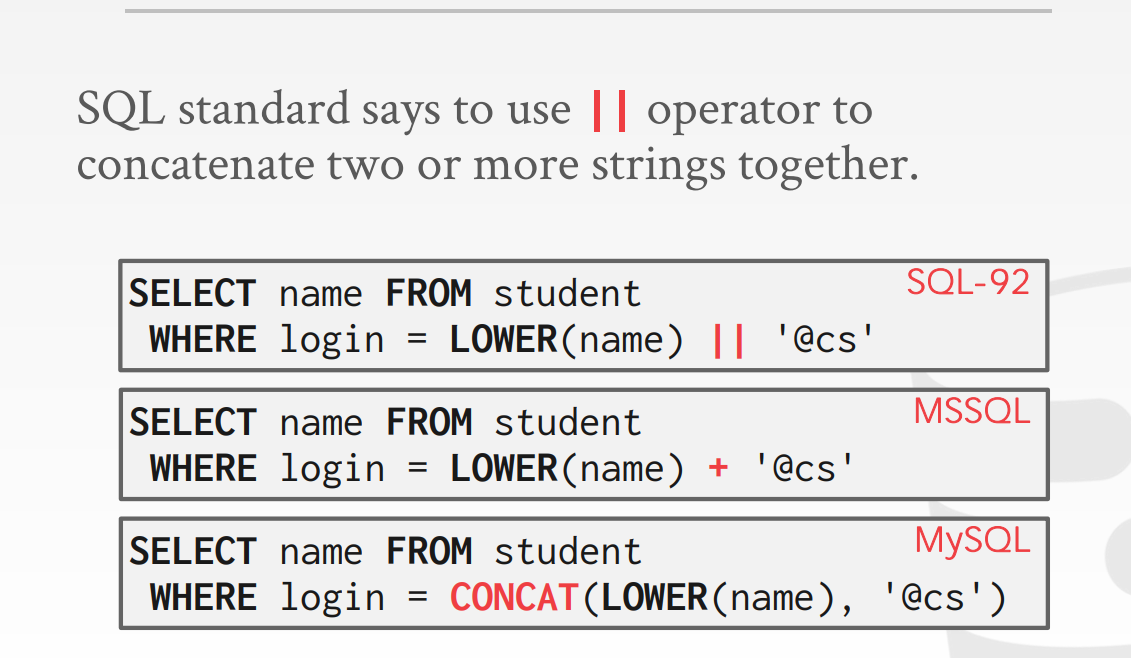 SQL standard says to use || operator to
concatenate two or more strings together.
SQL-92
SELECT name FROM student
WHERE login = LOWER(name) || '@cs'
MSSQL
SELECT name FROM student
WHERE login = LOWER(name) + '@cs'
MySQL
SELECT name FROM student
WHERE login = CONCAT(LOWER(name), '@cs')